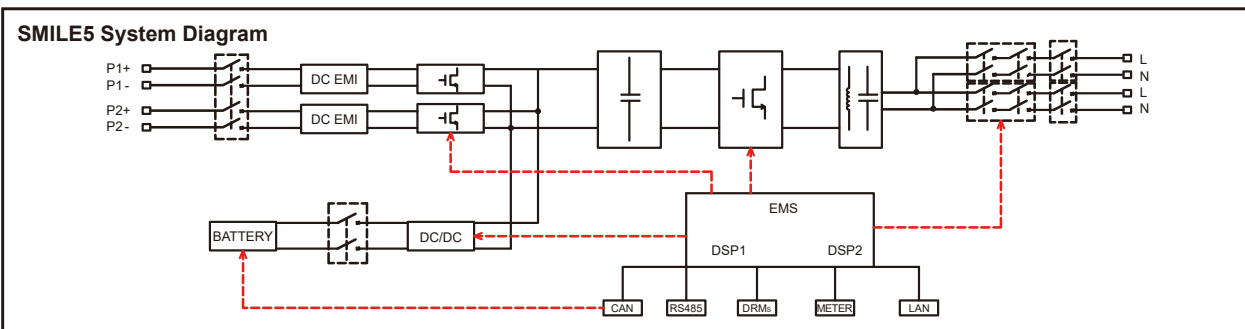 SMILE5 System Diagram
P1+
P1-
P2+
P2-
DC EMI
DC EMI
L
N
L
N
BATTERY
DC/DC
EMS
DSP1
DSP2
CAN
RS485
DRMs
METER
LAN